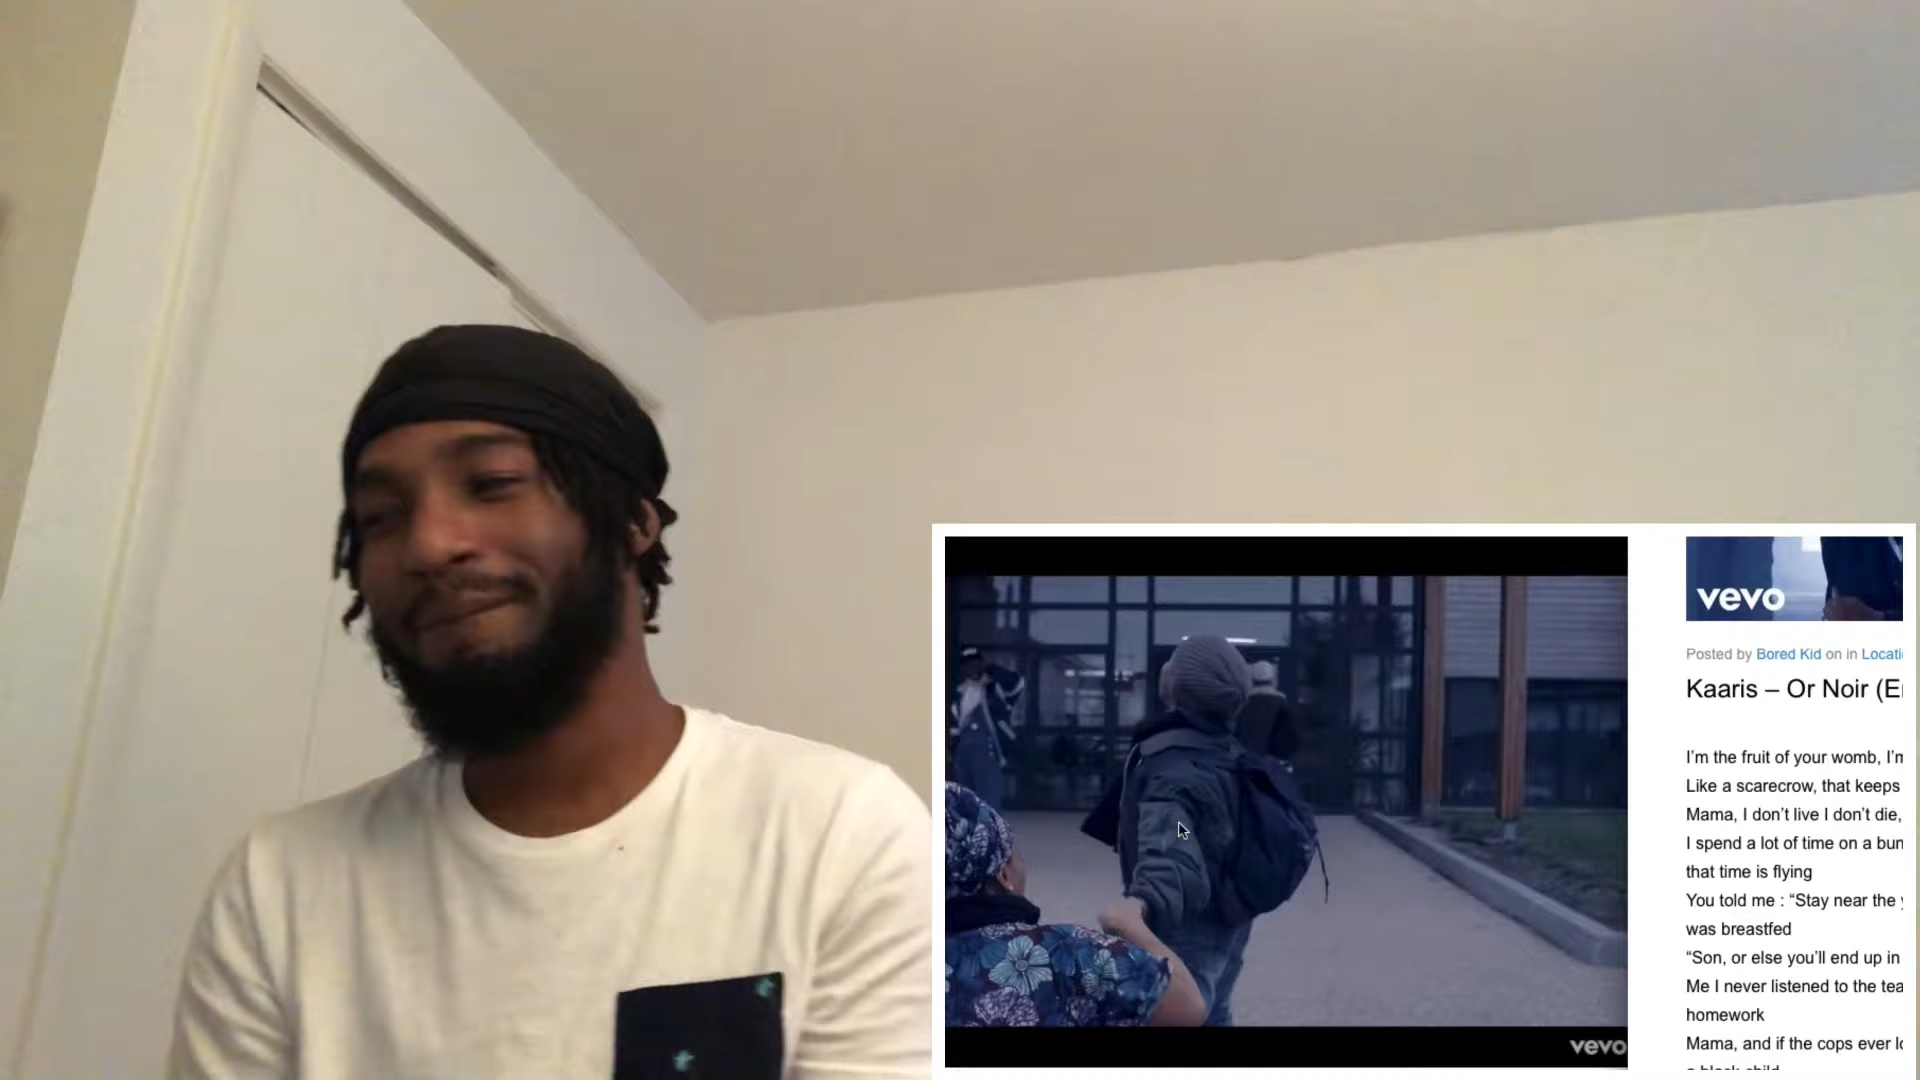 vevo
Posted by Bored Kid on in
Kaaris – Or Noir
I’m the fruit of your womb,
Like a scarecrow, that keeps
Mama, I don’t live I don’t die,
I spend a lot of time on a
that time is flying
You told me : “Stay near the
was breastfed
“Son, or else you’ll end up in
Me I never listened to the
homework
Mama, and if the cops ever
vevo